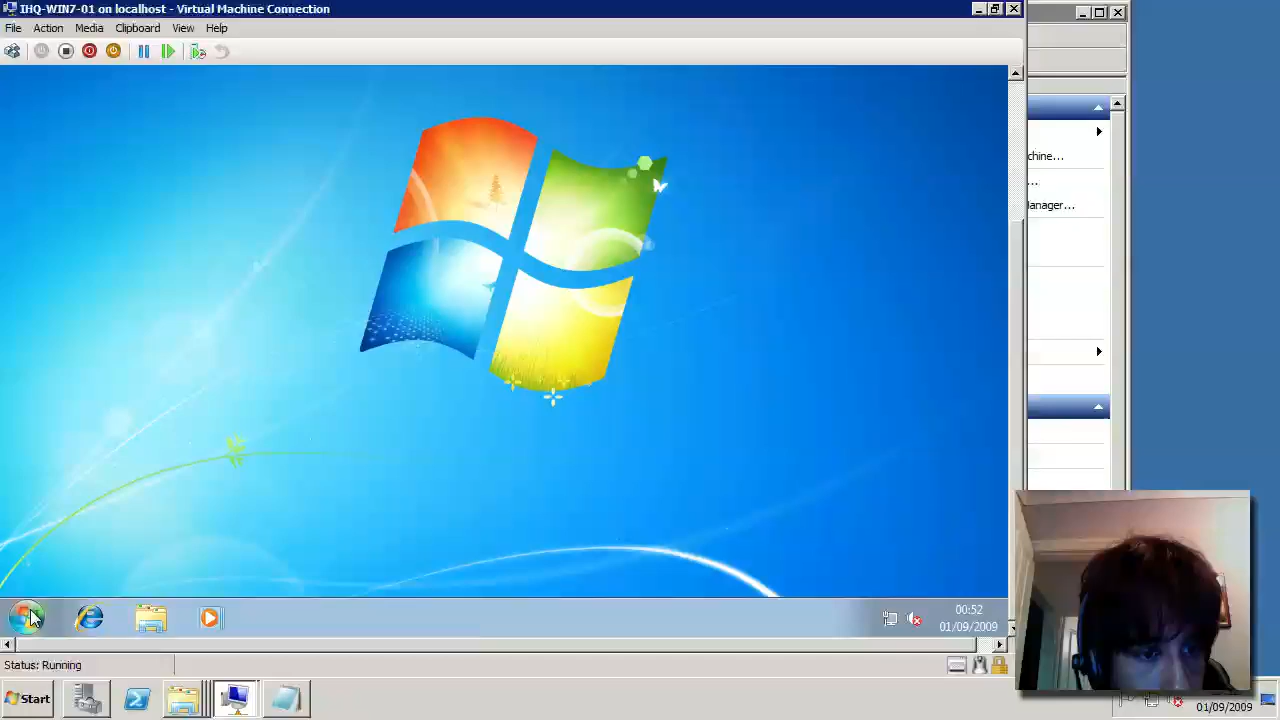 IHQ-WIN7-01 on localhost - Virtual Machine Connection
File Action Media Clipboard View Help
chine...
...
Manager...
00:52
01/09/2009
Status: Running
Start
01/09/2009